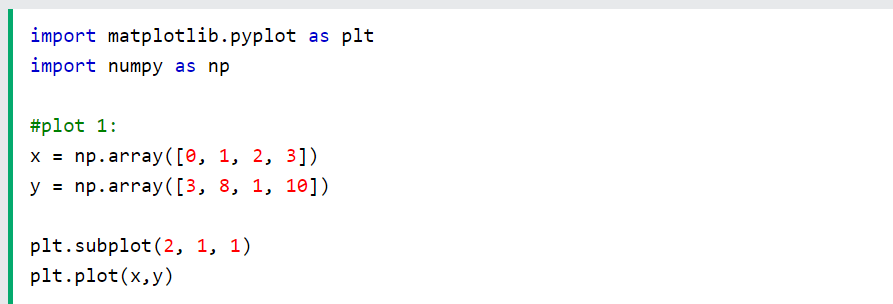 import matplotlib.pyplot as plt
import numpy as np
#plot 1:
x = np.array([0, 1, 2, 3])
y = np.array([3, 8, 1, 10])
plt.subplot(2, 1, 1)
plt.plot(x,y)